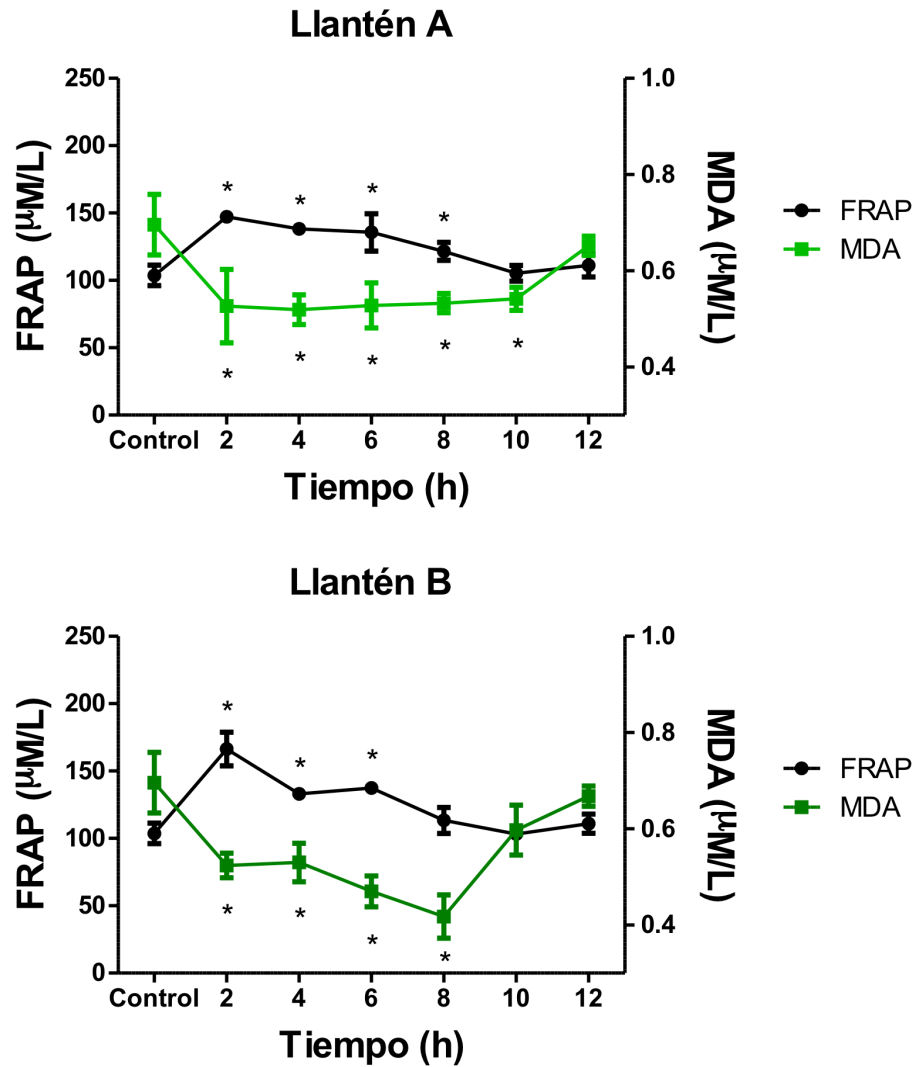 Llantén A
FRAP (µM/L)
250
200
150
100
50
0
* * * *
* * * * *
1.0
0.8
0.6
0.4
MDA (µM/L)
FRAP
MDA
Control 2 4 6 8 10 12
Tiempo (h)
Llantén B
FRAP (µM/L)
250
200
150
100
50
0
* * *
* * * *
1.0
0.8
0.6
0.4
MDA (µM/L)
FRAP
MDA
Control 2 4 6 8 10 12
Tiempo (h)